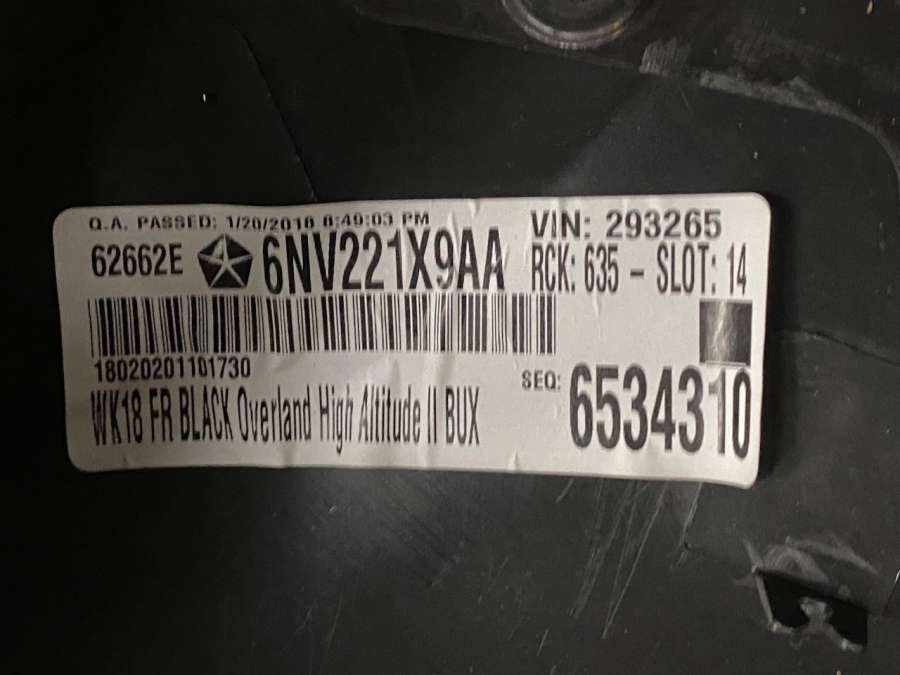 Q.A. PASSED: 1/20/2018 6:49:03 PM
VIN: 293265
62662E 6NV221X9AA
RCK: 635 - SLOT: 14
18020201101730
SEQ: 6534310
WK18 FR BLACK Overland High Altitude II BUX